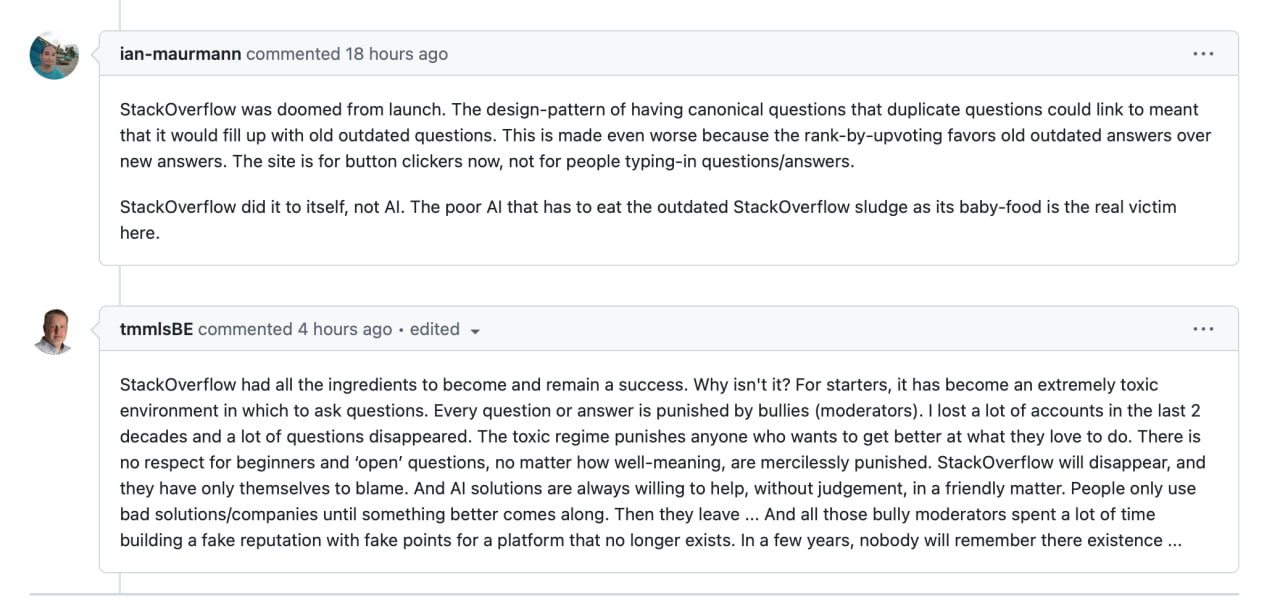 ian-maurmann commented 18 hours ago
StackOverflow was doomed from launch. The design-pattern of having canonical questions that duplicate questions could link to meant
that it would fill up with old outdated questions. This is made even worse because the rank-by-upvoting favors old outdated answers over
new answers. The site is for button clickers now, not for people typing-in questions/answers.
StackOverflow did it to itself, not AI. The poor AI that has to eat the outdated StackOverflow sludge as its baby-food is the real victim
here.
tmmlsBE commented 4 hours ago • edited
StackOverflow had all the ingredients to become and remain a success. Why isn't it? For starters, it has become an extremely toxic
environment in which to ask questions. Every question or answer is punished by bullies (moderators). I lost a lot of accounts in the last 2
decades and a lot of questions disappeared. The toxic regime punishes anyone who wants to get better at what they love to do. There is
no respect for beginners and ‘open’ questions, no matter how well-meaning, are mercilessly punished. StackOverflow will disappear, and
they have only themselves to blame. And AI solutions are always willing to help, without judgement, in a friendly matter. People only use
bad solutions/companies until something better comes along. Then they leave ... And all those bully moderators spent a lot of time
building a fake reputation with fake points for a platform that no longer exists. In a few years, nobody will remember there existence ...